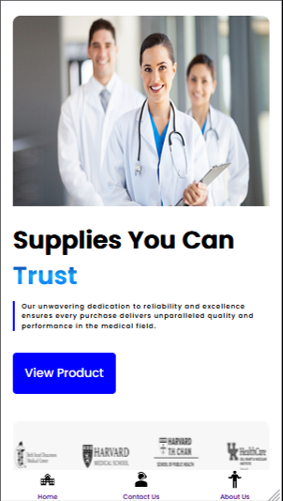 Supplies You Can
Trust
Our unwavering dedication to reliability and excellence
ensures every purchase delivers unparalleled quality and
performance in the medical field.
View Product
Beth Israel Deaconess
Medical Center
HARVARD
MEDICAL SCHOOL
HARVARD
TH CHAN
SCHOOL OF PUBLIC HEALTH
HealthCare
Home
Contact Us
About Us